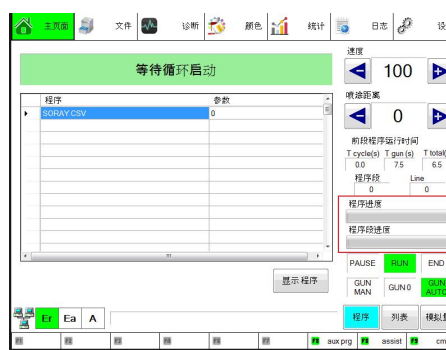 主页面 文件 诊断 颜色 统计 日志 设
等待循环启动
速度
100
喷涂距离
0
程序 参数
SORAY.CSV 0
前段程序运行时间
T cycle(s) T gun (s) T total(
0.0 7.5 6.5
程序段 Line
0 0
程序进度
程序段进度
显示程序
PAUSE RUN END
GUN MAN GUN 0 GUN AUTO
Er Ea A
程序 列表 模拟量
aux prg assist cm